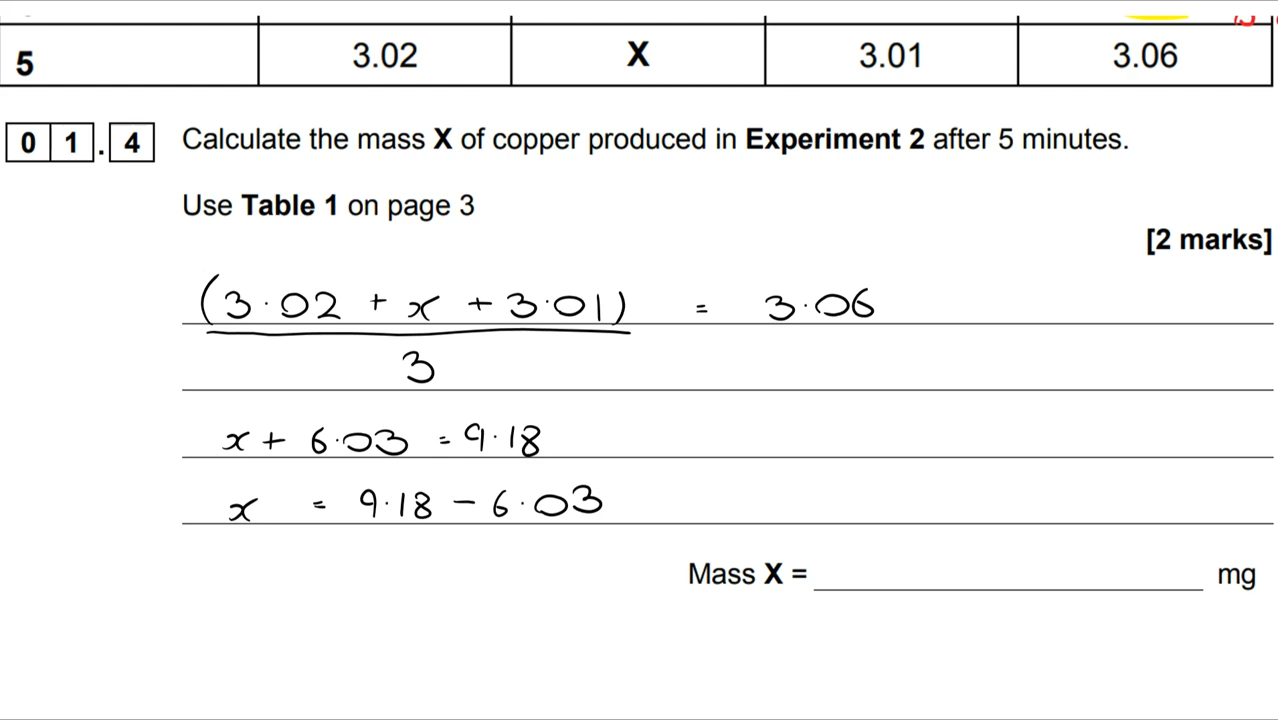 5 3.02 X 3.01 3.06
0 1 . 4 Calculate the mass X of copper produced in Experiment 2 after 5 minutes.
Use Table 1 on page 3
[2 marks]
(3.02 + x + 3.01) = 3.06
3
x + 6.03 = 9.18
x = 9.18 - 6.03
Mass X = mg